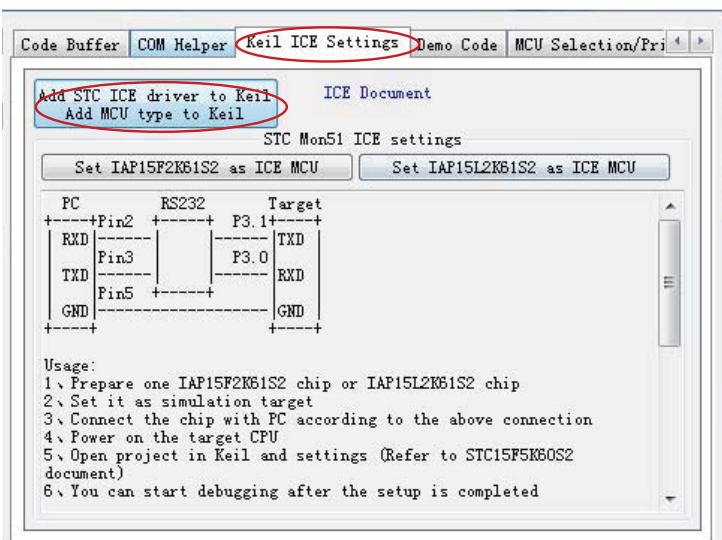 Code Buffer COM Helper Keil ICE Settings Demo Code MCU Selection/Pri
Add STC ICE driver to Keil
Add MCU type to Keil
ICE Document
STC Mon51 ICE settings
Set IAP15F2K61S2 as ICE MCU Set IAP15L2K61S2 as ICE MCU
PC RS232 Target
+----+Pin2 +-----+ P3.1+----+
| RXD|------| |------|TXD |
|Pin3 | | P3.0|
| TXD|------| |------|RXD |
|Pin5 +-----+ |
| GND|------------------|GND |
+----+ +----+
Usage:
1、Prepare one IAP15F2K61S2 chip or IAP15L2K61S2 chip
2、Set it as simulation target
3、Connect the chip with PC according to the above connection
4、Power on the target CPU
5、Open project in Keil and settings (Refer to STC15F5K60S2
document)
6、You can start debugging after the setup is completed